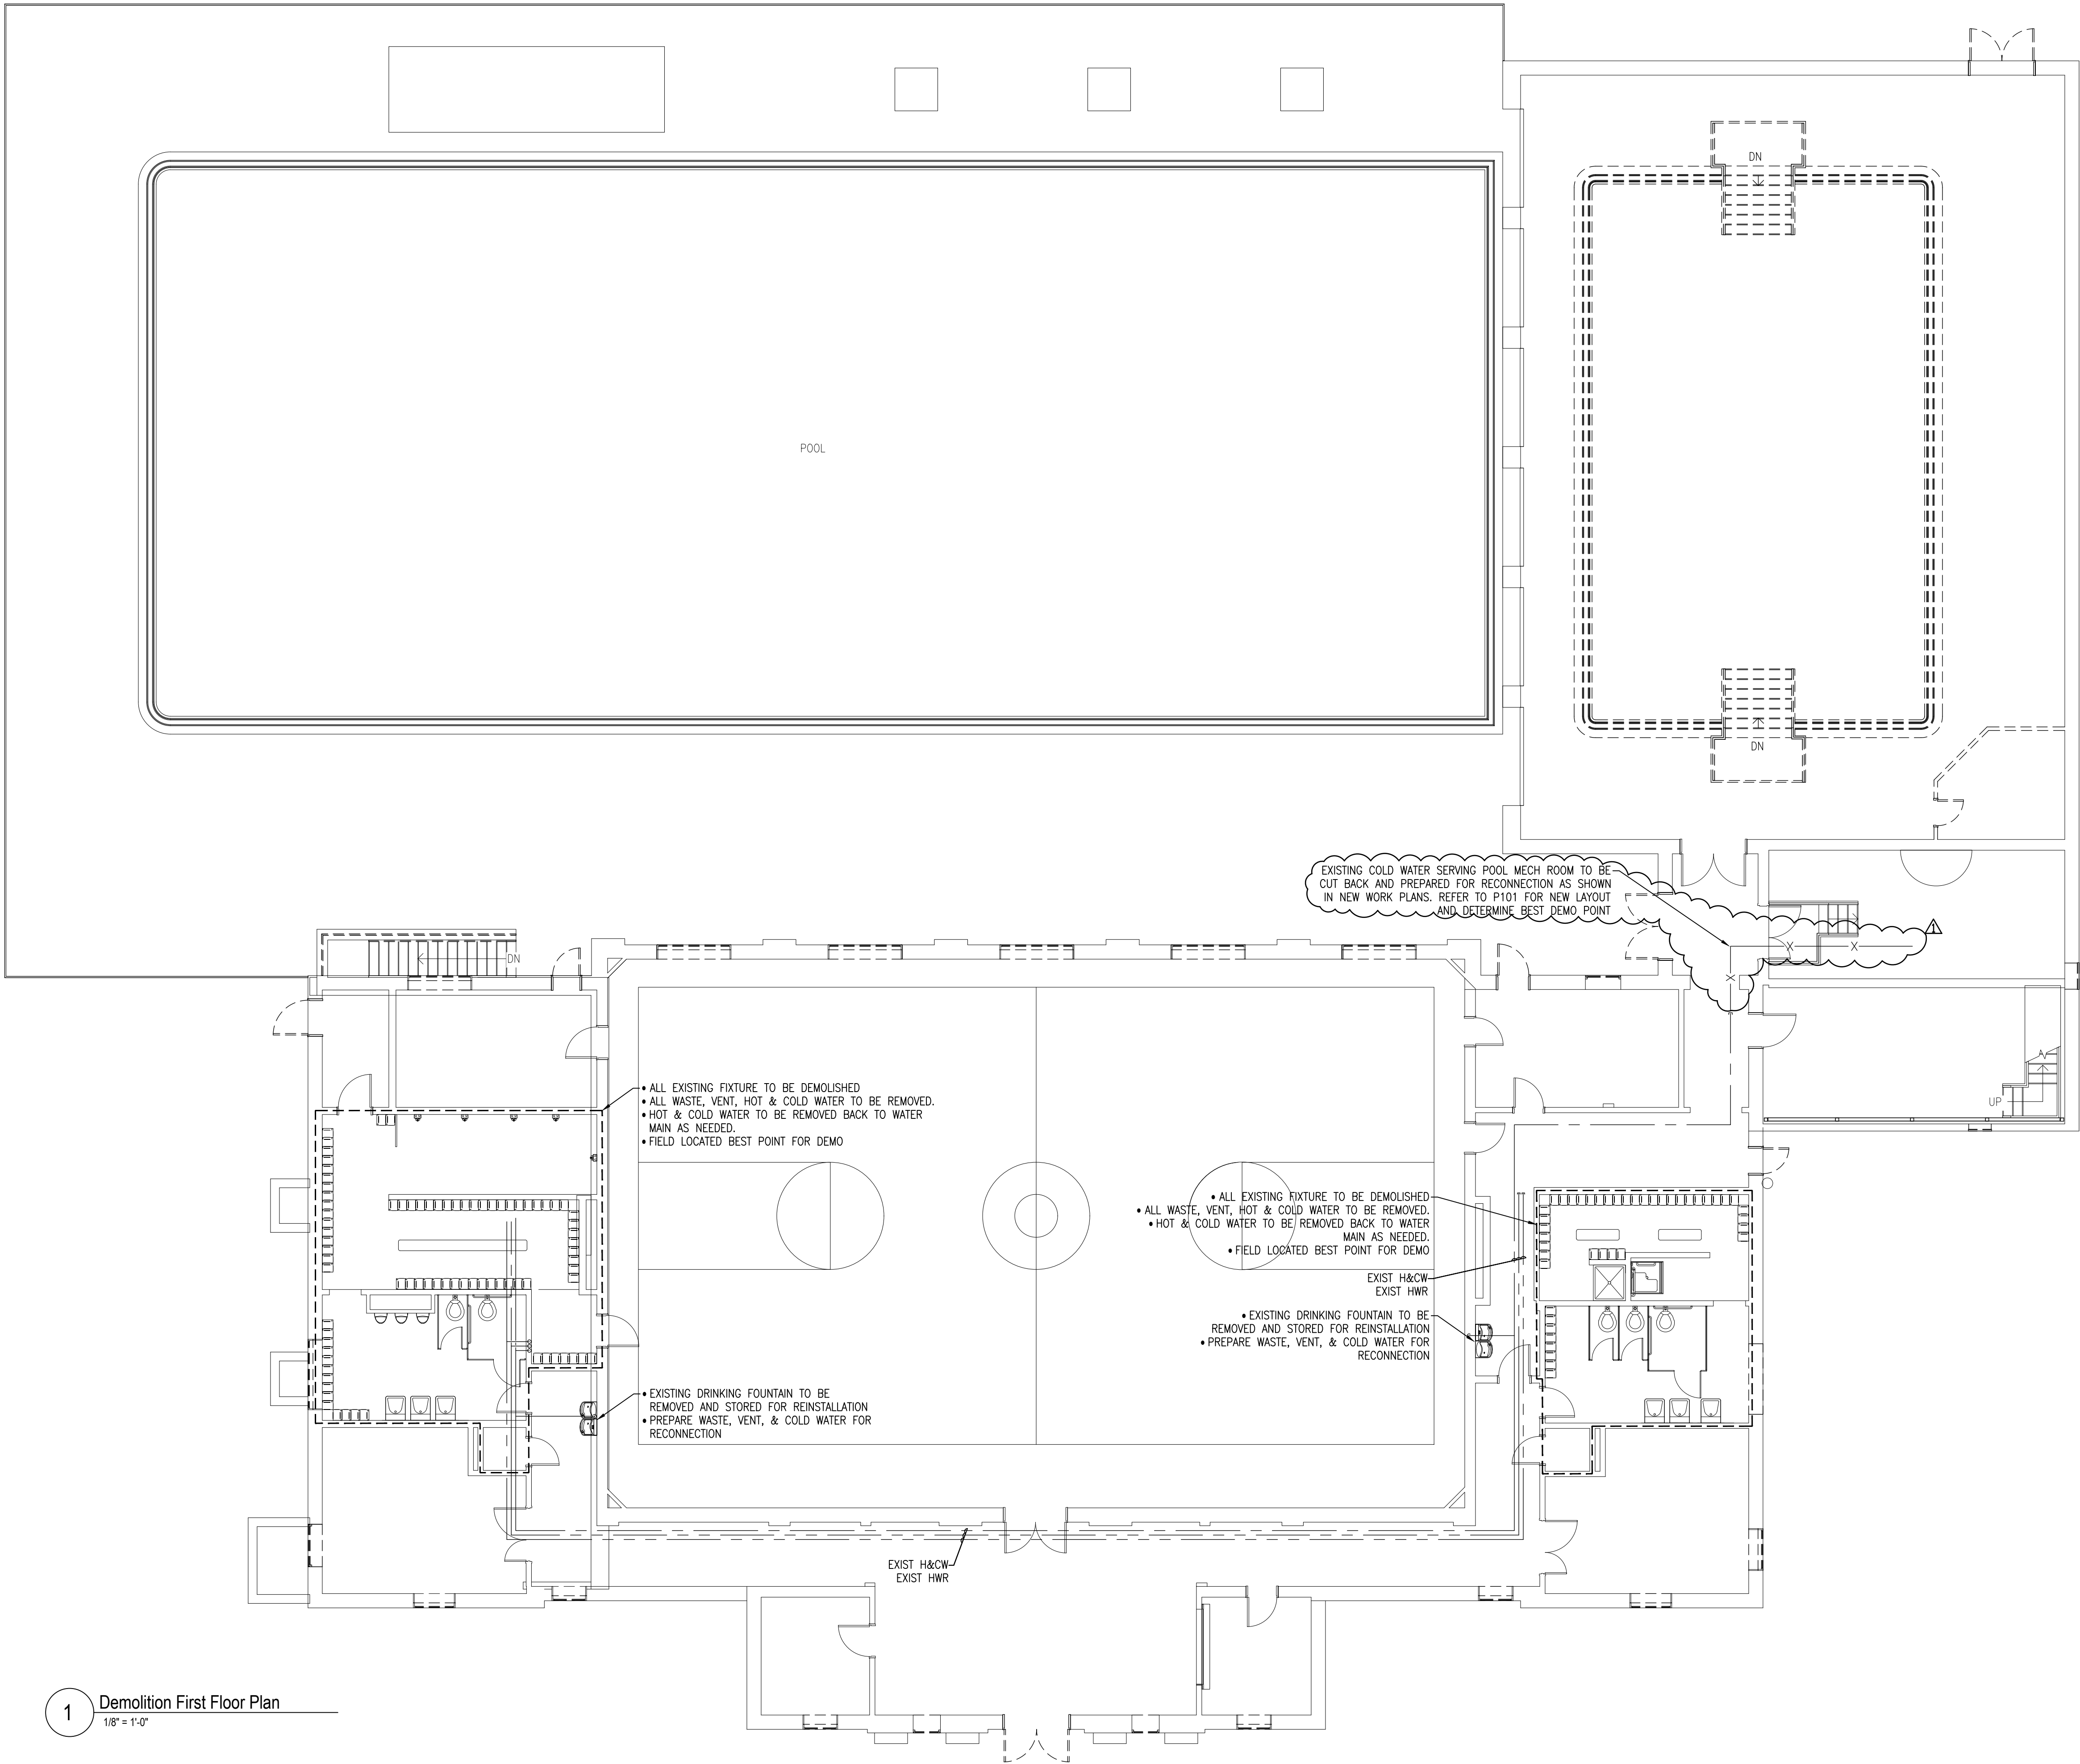 DN
POOL
DN
EXISTING COLD WATER SERVING POOL MECH ROOM TO BE
CUT BACK AND PREPARED FOR RECONNECTION AS SHOWN
IN NEW WORK PLANS. REFER TO P101 FOR NEW LAYOUT
AND DETERMINE BEST DEMO POINT
X X
1
DN
X
• ALL EXISTING FIXTURE TO BE DEMOLISHED
• ALL WASTE, VENT, HOT & COLD WATER TO BE REMOVED.
• HOT & COLD WATER TO BE REMOVED BACK TO WATER
MAIN AS NEEDED.
• FIELD LOCATED BEST POINT FOR DEMO
UP
• ALL EXISTING FIXTURE TO BE DEMOLISHED
• ALL WASTE, VENT, HOT & COLD WATER TO BE REMOVED.
• HOT & COLD WATER TO BE REMOVED BACK TO WATER
MAIN AS NEEDED.
• FIELD LOCATED BEST POINT FOR DEMO
EXIST H&CW
EXIST HWR
• EXISTING DRINKING FOUNTAIN TO BE
REMOVED AND STORED FOR REINSTALLATION
• PREPARE WASTE, VENT, & COLD WATER FOR
RECONNECTION
• EXISTING DRINKING FOUNTAIN TO BE
REMOVED AND STORED FOR REINSTALLATION
• PREPARE WASTE, VENT, & COLD WATER FOR
RECONNECTION
EXIST H&CW
EXIST HWR
1
Demolition First Floor Plan
1/8" = 1'-0"